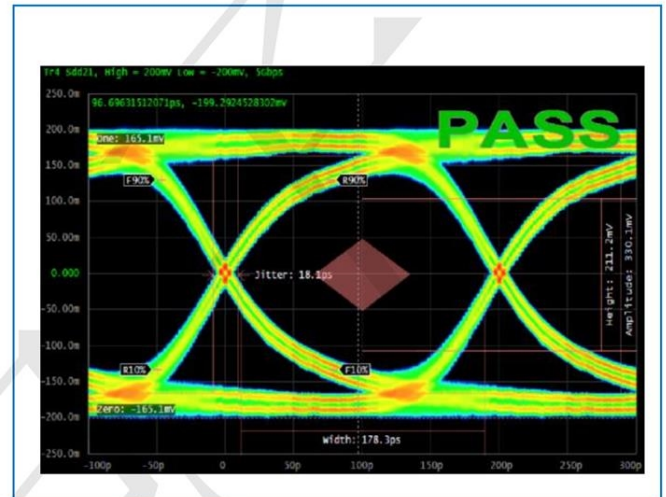 Tr4 Sdd21, High = 200mV Low = -200mV, 5Gbps
250.0m
96.69631512071ps, -199.2924528302mV
PASS
200.0m
One: 165.1mV
150.0m
F90%
R90%
100.00m
50.00m
0.000
Jitter: 18.1ps
Height: 211.2mV
Amplitude: 330.1mV
-50.00m
-100.0m
R10%
F10%
-150.0m
Zero: -165.1mV
-200.0m
Width: 178.3ps
-250.0m
-100p -50p 0 50p 100p 150p 200p 250p 300p